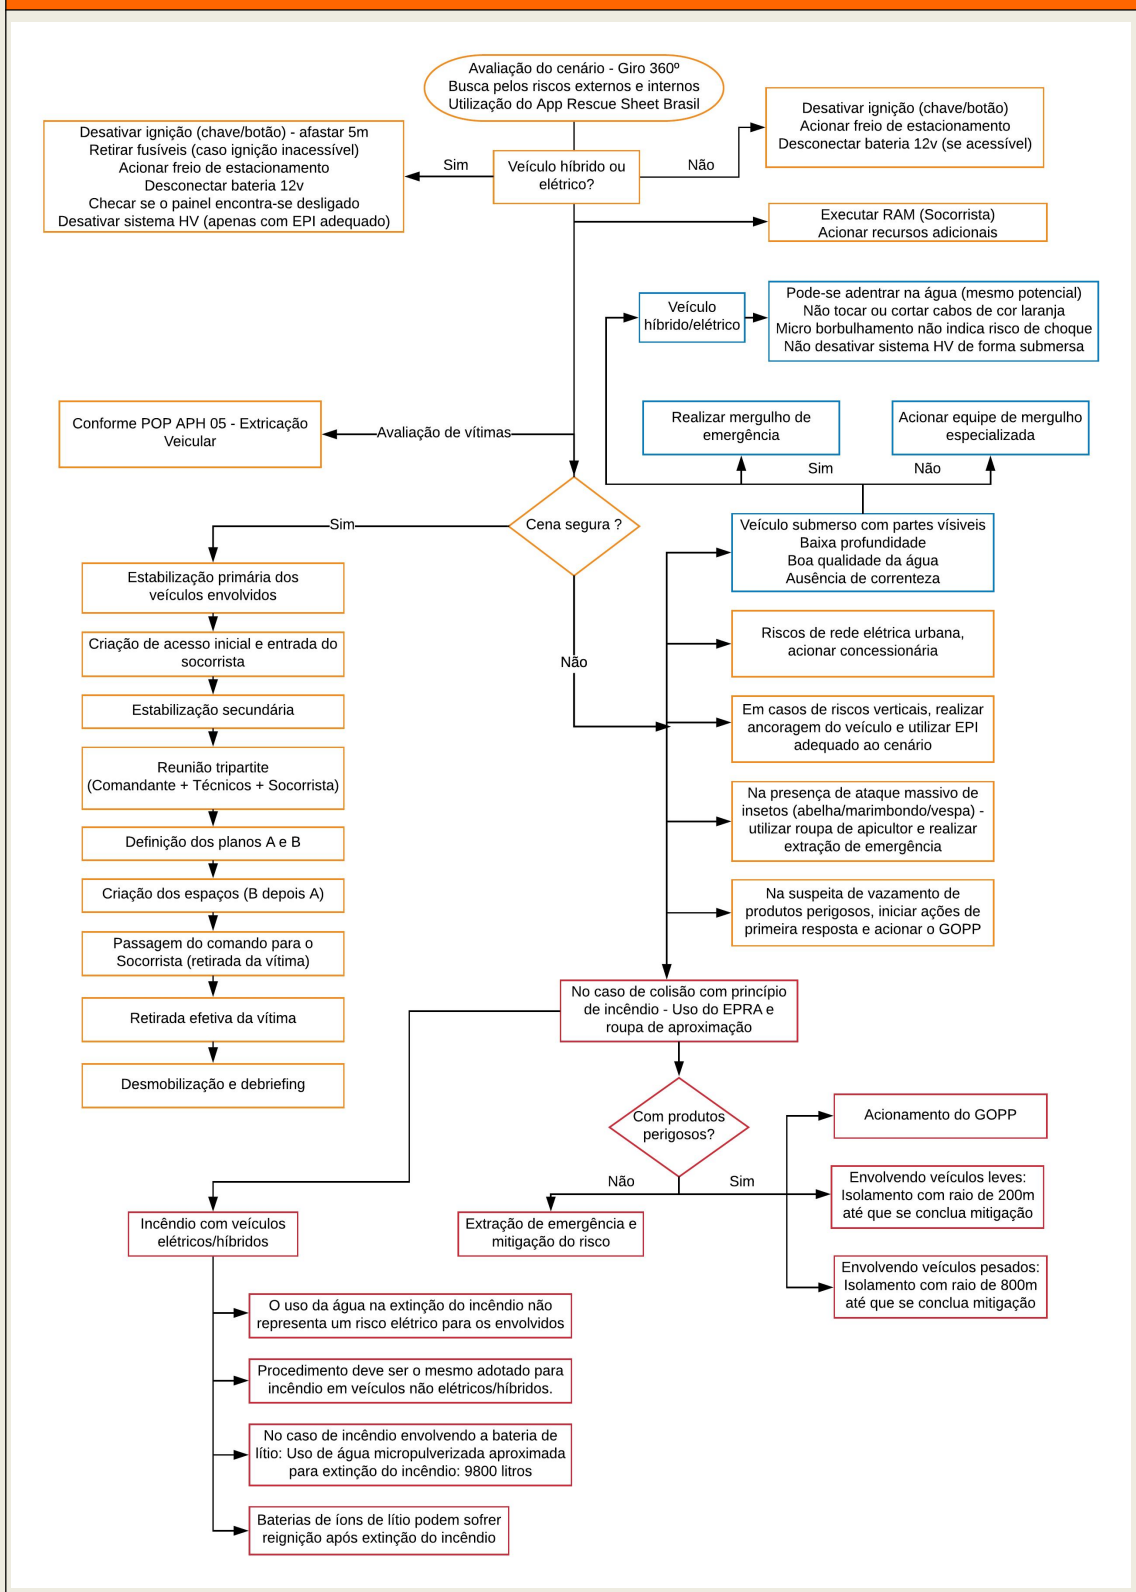 Avaliação do cenário - Giro 360º
Busca pelos riscos externos e internos
Utilização do App Rescue Sheet Brasil
Desativar ignição (chave/botão)
Acionar freio de estacionamento
Desconectar bateria 12v (se acessível)
Desativar ignição (chave/botão) - afastar 5m
Retirar fusíveis (caso ignição inacessível)
Acionar freio de estacionamento
Desconectar bateria 12v
Checar se o painel encontra-se desligado
Desativar sistema HV (apenas com EPI adequado)
Sim
Veículo híbrido ou
elétrico?
Não
Executar RAM (Socorrista)
Acionar recursos adicionais
Veículo
híbrido/elétrico
Pode-se adentrar na água (mesmo potencial)
Não tocar ou cortar cabos de cor laranja
Micro borbulhamento não indica risco de choque
Não desativar sistema HV de forma submersa
Conforme POP APH 05 - Extricação
Veicular
Avaliação de vítimas
Realizar mergulho de
emergência
Acionar equipe de mergulho
especializada
Sim
Não
Cena segura ?
Sim
Não
Veículo submerso com partes vísiveis
Baixa profundidade
Boa qualidade da água
Ausência de correnteza
Riscos de rede elétrica urbana,
acionar concessionária
Em casos de riscos verticais, realizar
ancoragem do veículo e utilizar EPI
adequado ao cenário
Na presença de ataque massivo de
insetos (abelha/marimbondo/vespa) -
utilizar roupa de apicultor e realizar
extração de emergência
Na suspeita de vazamento de
produtos perigosos, iniciar ações de
primeira resposta e acionar o GOPP
Estabilização primária dos
veículos envolvidos
Criação de acesso inicial e entrada do
socorrista
Estabilização secundária
Reunião tripartite
(Comandante + Técnicos + Socorrista)
Definição dos planos A e B
Criação dos espaços (B depois A)
Passagem do comando para o
Socorrista (retirada da vítima)
Retirada efetiva da vítima
Desmobilização e debriefing
No caso de colisão com princípio
de incêndio - Uso do EPRA e
roupa de aproximação
Com produtos
perigosos?
Não
Sim
Acionamento do GOPP
Envolvendo veículos leves:
Isolamento com raio de 200m
até que se conclua mitigação
Envolvendo veículos pesados:
Isolamento com raio de 800m
até que se conclua mitigação
Extração de emergência e
mitigação do risco
Incêndio com veículos
elétricos/híbridos
O uso da água na extinção do incêndio não
representa um risco elétrico para os envolvidos
Procedimento deve ser o mesmo adotado para
incêndio em veículos não elétricos/híbridos.
No caso de incêndio envolvendo a bateria de
lítio: Uso de água micropulverizada aproximada
para extinção do incêndio: 9800 litros
Baterias de íons de lítio podem sofrer
reignição após extinção do incêndio